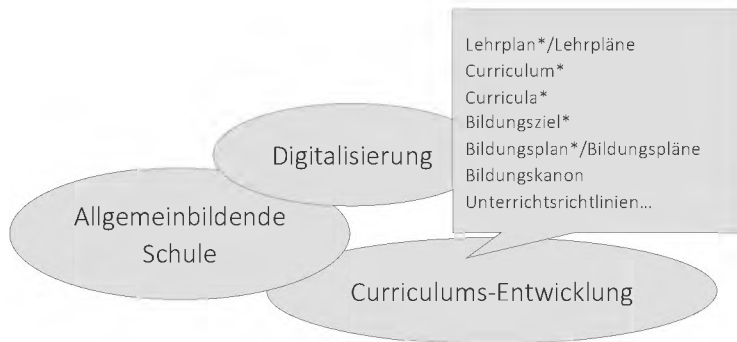 Lehrplan*/Lehrpläne
Curriculum*
Curricula*
Bildungsziel*
Bildungsplan*/Bildungspläne
Bildungskanon
Unterrichtsrichtlinien...
Digitalisierung
Allgemeinbildende
Schule
Curriculums-Entwicklung